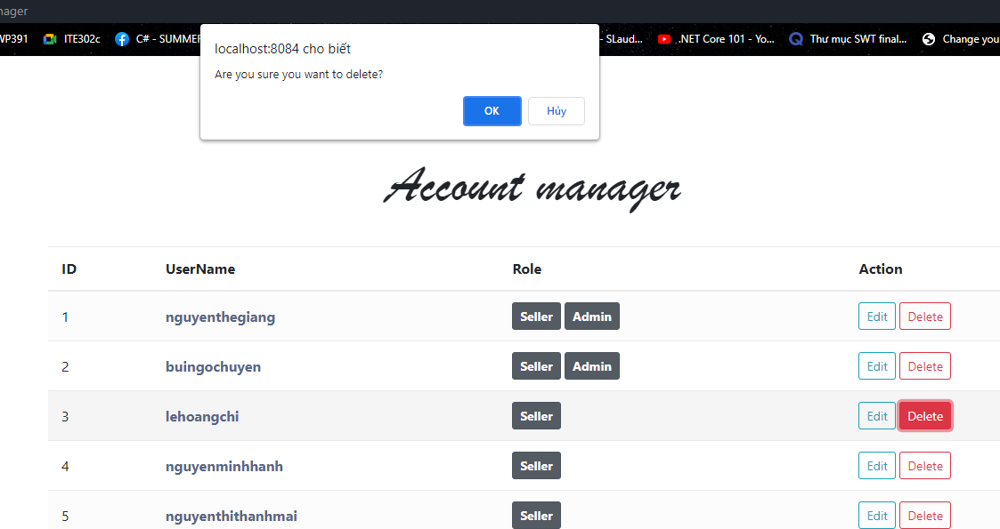 nager
WP391 ITE302c C# - SUMMER - SLaud... .NET Core 101 - Yo... Thư mục SWT final... Change you
localhost:8084 cho biết
Are you sure you want to delete?
OK Hủy
Account manager
ID UserName Role Action
1 nguyenthegiang Seller Admin Edit Delete
2 buingochuyen Seller Admin Edit Delete
3 lehoangchi Seller Edit Delete
4 nguyenminhhanh Seller Edit Delete
5 nguyenthithanhmai Seller Edit Delete